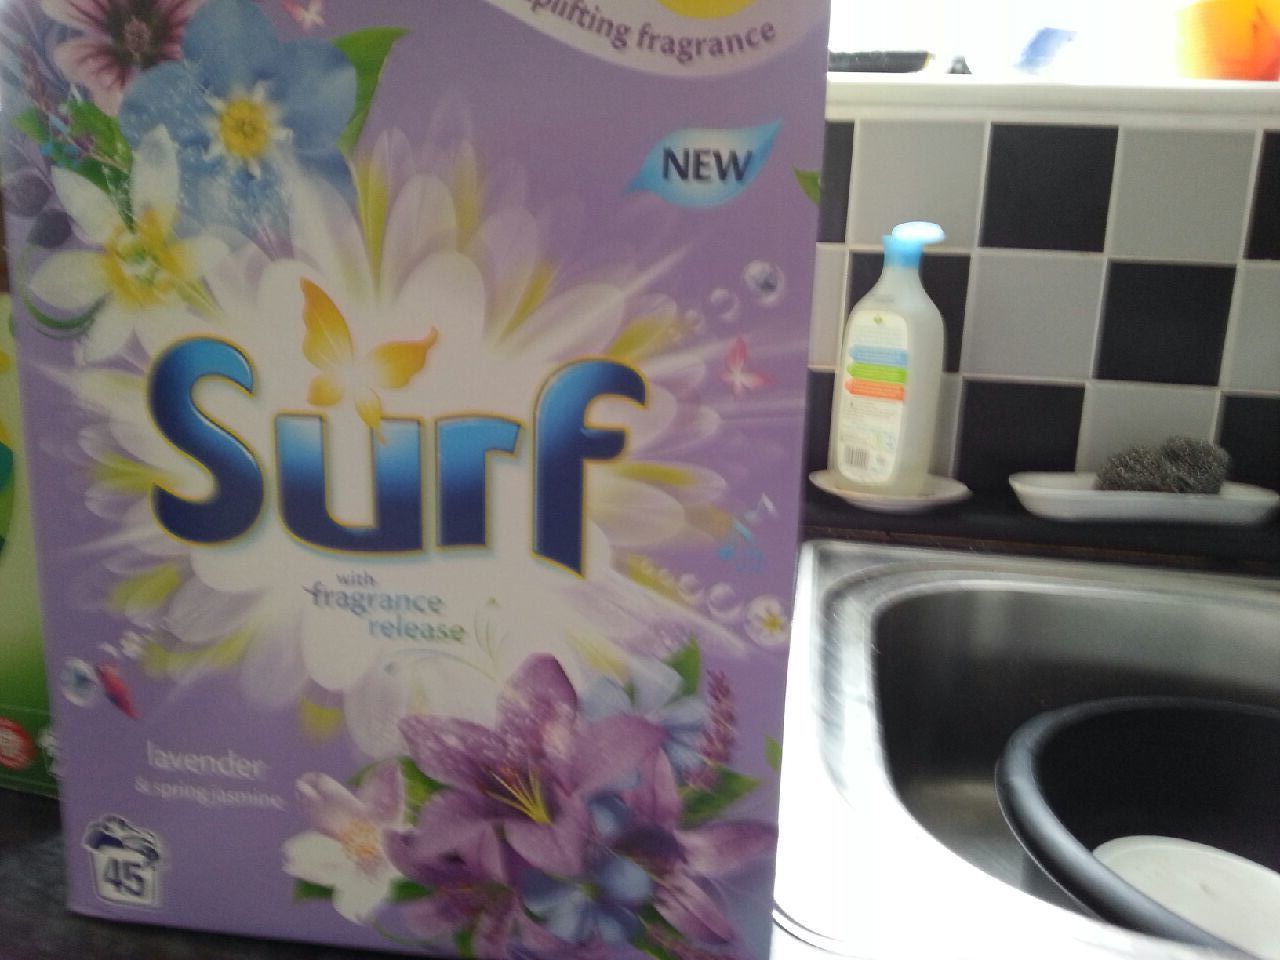 uplifting fragrance
NEW
Surf
with
fragrance
release
lavender
& spring jasmine
45